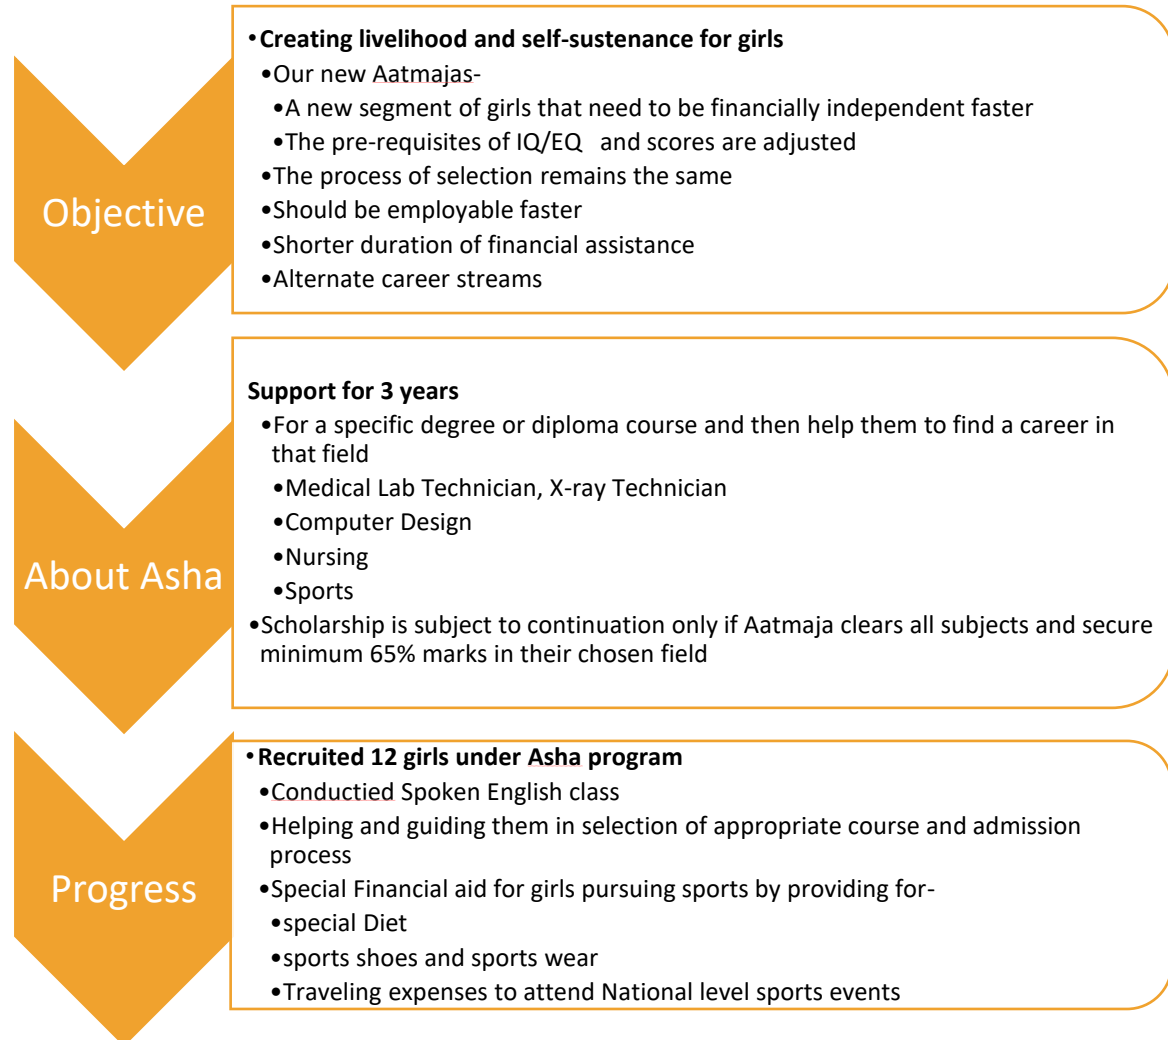 Objective
•Creating livelihood and self-sustenance for girls
•Our new Aatmajas-
•A new segment of girls that need to be financially independent faster
•The pre-requisites of IQ/EQ and scores are adjusted
•The process of selection remains the same
•Should be employable faster
•Shorter duration of financial assistance
•Alternate career streams
About Asha
Support for 3 years
•For a specific degree or diploma course and then help them to find a career in
that field
•Medical Lab Technician, X-ray Technician
•Computer Design
•Nursing
•Sports
•Scholarship is subject to continuation only if Aatmaja clears all subjects and secure
minimum 65% marks in their chosen field
Progress
•Recruited 12 girls under Asha program
•Conductied Spoken English class
•Helping and guiding them in selection of appropriate course and admission
process
•Special Financial aid for girls pursuing sports by providing for-
•special Diet
•sports shoes and sports wear
•Traveling expenses to attend National level sports events